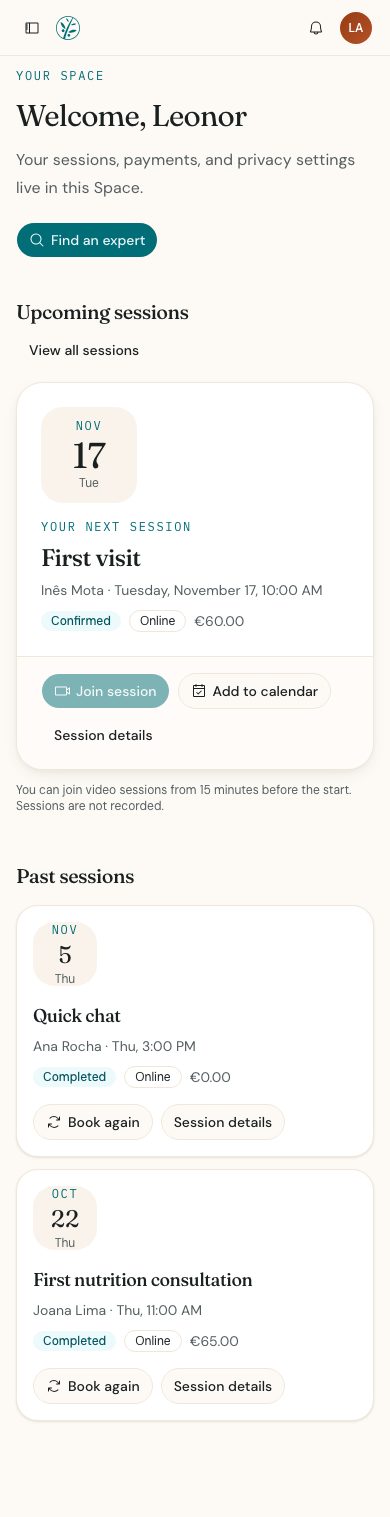 LA
YOUR SPACE
Welcome, Leonor
Your sessions, payments, and privacy settings
live in this Space.
Find an expert
Upcoming sessions
View all sessions
NOV
17
Tue
YOUR NEXT SESSION
First visit
Inês Mota · Tuesday, November 17, 10:00 AM
Confirmed Online €60.00
Join session Add to calendar
Session details
You can join video sessions from 15 minutes before the start.
Sessions are not recorded.
Past sessions
NOV
5
Thu
Quick chat
Ana Rocha · Thu, 3:00 PM
Completed Online €0.00
Book again Session details
OCT
22
Thu
First nutrition consultation
Joana Lima · Thu, 11:00 AM
Completed Online €65.00
Book again Session details